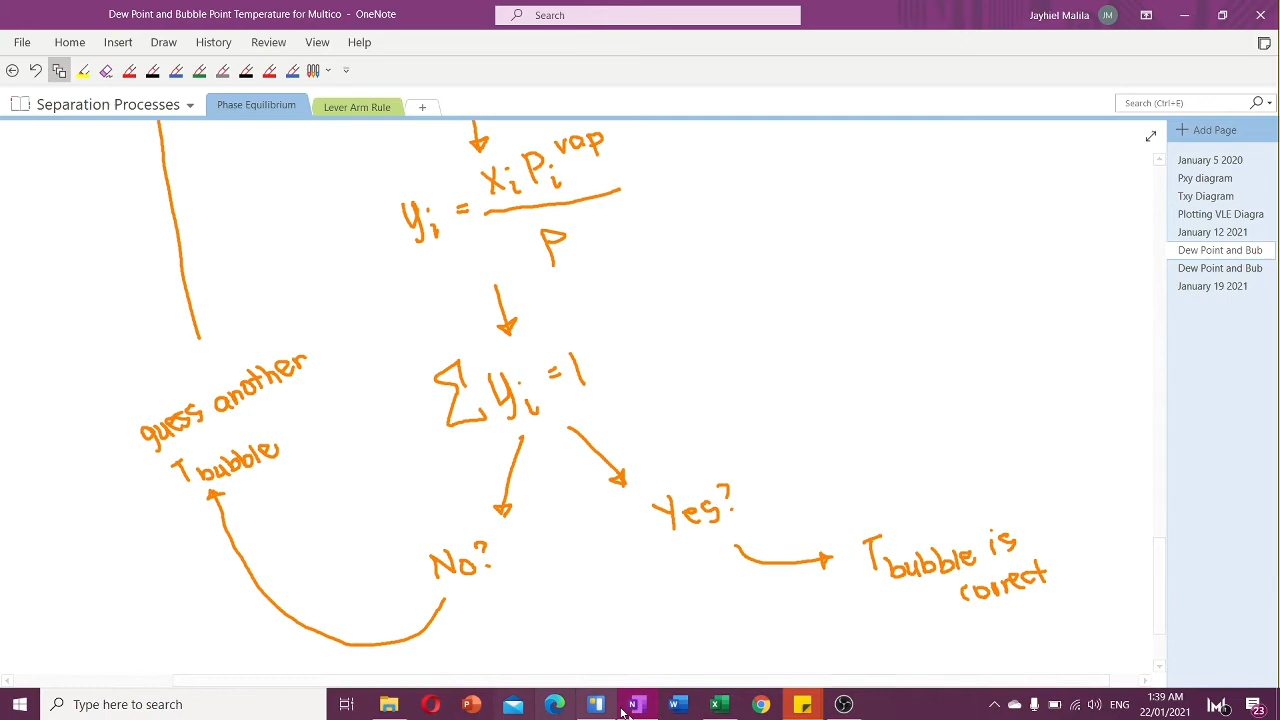 Dew Point and Bubble Point Temperature for Multico... - OneNote
Search
Jayhiel Malila
JM
File Home Insert Draw History Review View Help
Separation Processes
Phase Equilibrium
Lever Arm Rule
+
Search (Ctrl+E)
Add Page
January 5 2020
Pxy diagram
Txy Diagram
Plotting VLE Diagra
January 12 2021
Dew Point and Bub
Dew Point and Bub
January 19 2021
yᵢ = xᵢ Pᵢ^vap / P
∑ yᵢ = 1
guess another
T bubble
No?
Yes?
T bubble is
correct
Type here to search
ENG
1:39 AM
22/01/2021
23